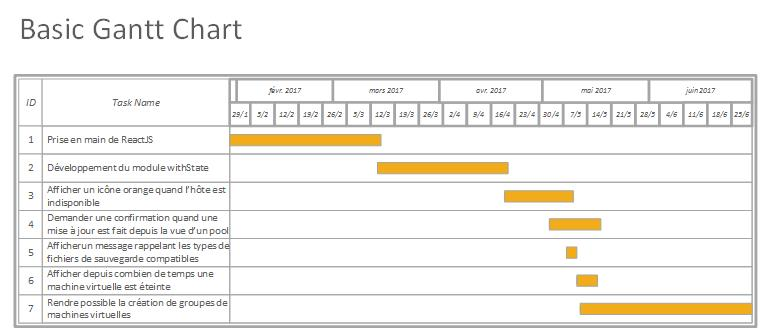 Basic Gantt Chart
ID Task Name févr. 2017 mars 2017 avr. 2017 mai 2017 juin 2017
29/1 5/2 12/2 19/2 26/2 5/3 12/3 19/3 26/3 2/4 9/4 16/4 23/4 30/4 7/5 14/5 21/5 28/5 4/6 11/6 18/6 25/6
1 Prise en main de ReactJS
2 Développement du module withState
3 Afficher un icône orange quand l'hôte est
indisponible
4 Demander une confirmation quand une
mise à jour est fait depuis la vue d'un pool
5 Afficherun message rappelant les types de
fichiers de sauvegarde compatibles
6 Afficher depuis combien de temps une
machine virtuelle est éteinte
7 Rendre possible la création de groupes de
machines virtuelles